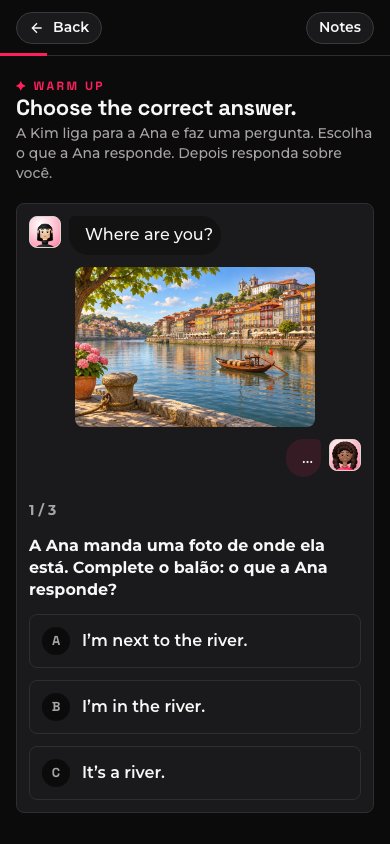 ← Back
Notes
✦ WARM UP
Choose the correct answer.
A Kim liga para a Ana e faz uma pergunta. Escolha
o que a Ana responde. Depois responda sobre
você.
Where are you?
...
1 / 3
A Ana manda uma foto de onde ela
está. Complete o balão: o que a Ana
responde?
A I’m next to the river.
B I’m in the river.
C It’s a river.